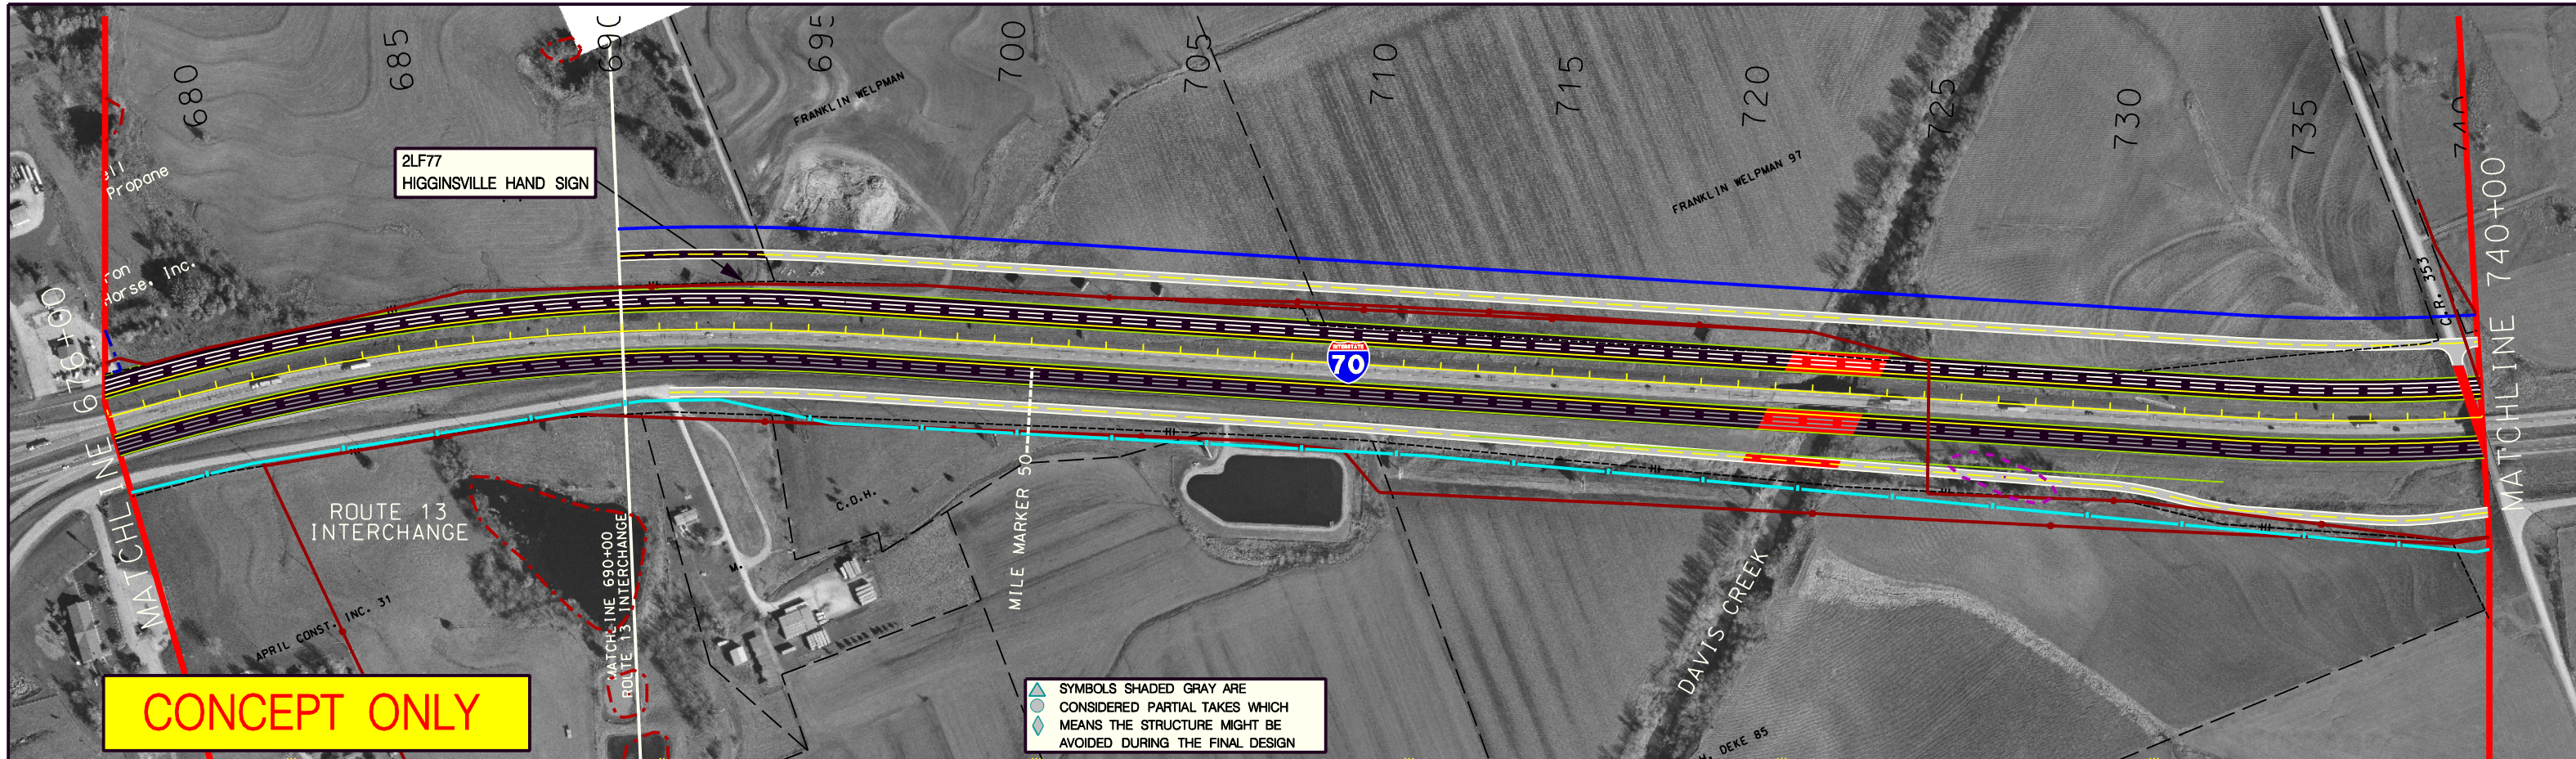 680
685
690
695
700
705
710
715
720
725
730
735
740
FRANKLIN WELPMAN
FRANKLIN WELPMAN 97
2LF77
HIGGINSVILLE HAND SIGN
Propane
Horse, Inc.
MATCHLINE 678+00
INTERSTATE
70
C.R. 353
MATCHLINE 740+00
ROUTE 13
INTERCHANGE
APRIL CONST. INC. 31
MATCHLINE 690+00
ROUTE 13 INTERCHANGE
M.
C.O.H.
MILE MARKER 50
DAVIS CREEK
H. DEKE 85
CONCEPT ONLY
SYMBOLS SHADED GRAY ARE
CONSIDERED PARTIAL TAKES WHICH
MEANS THE STRUCTURE MIGHT BE
AVOIDED DURING THE FINAL DESIGN